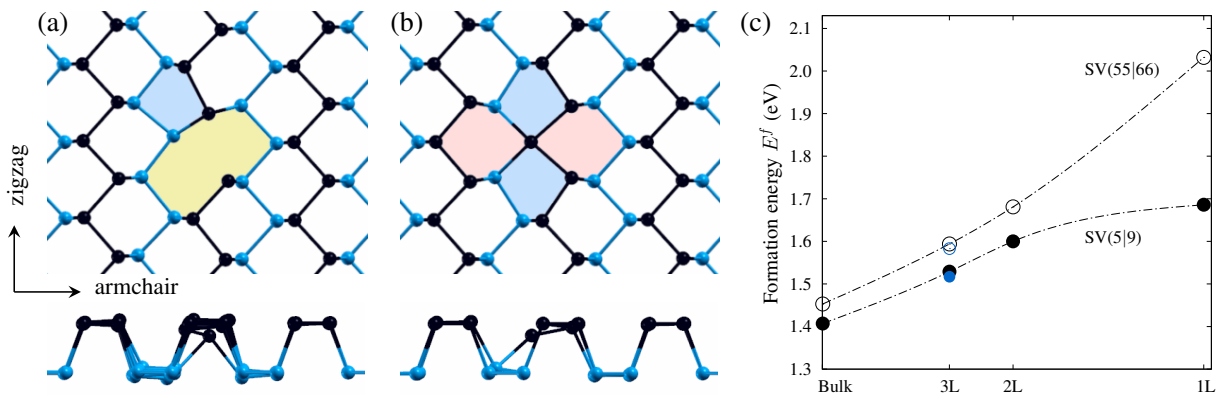 (a)
(b)
(c)
zigzag
armchair
Formation energy E^f (eV)
2.1
2.0
1.9
1.8
1.7
1.6
1.5
1.4
1.3
SV(55|66)
SV(5|9)
Bulk 3L 2L 1L